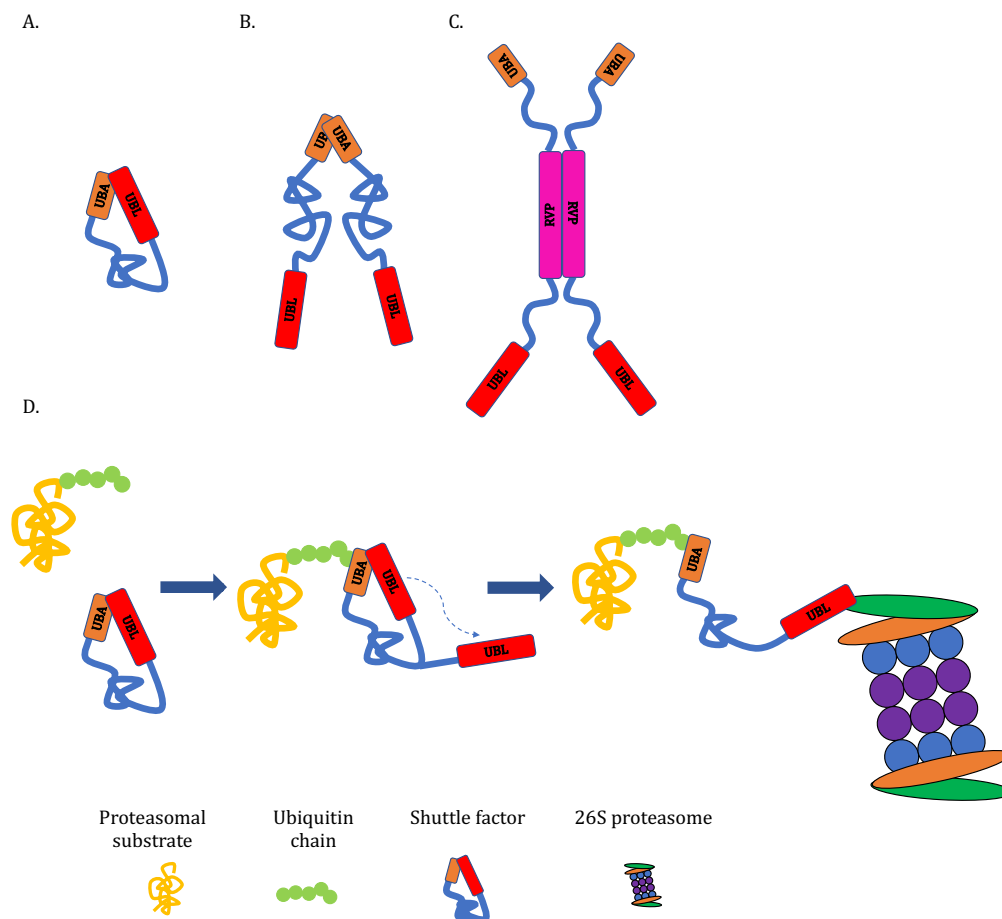 A.
B.
C.
UBA
UBL
UBA
UBA
UBL
UBL
UBA
UBA
RVP
RVP
UBL
UBL
D.
UBA
UBL
UBA
UBL
UBL
UBA
UBL
Proteasomal
substrate
Ubiquitin
chain
Shuttle factor
26S proteasome